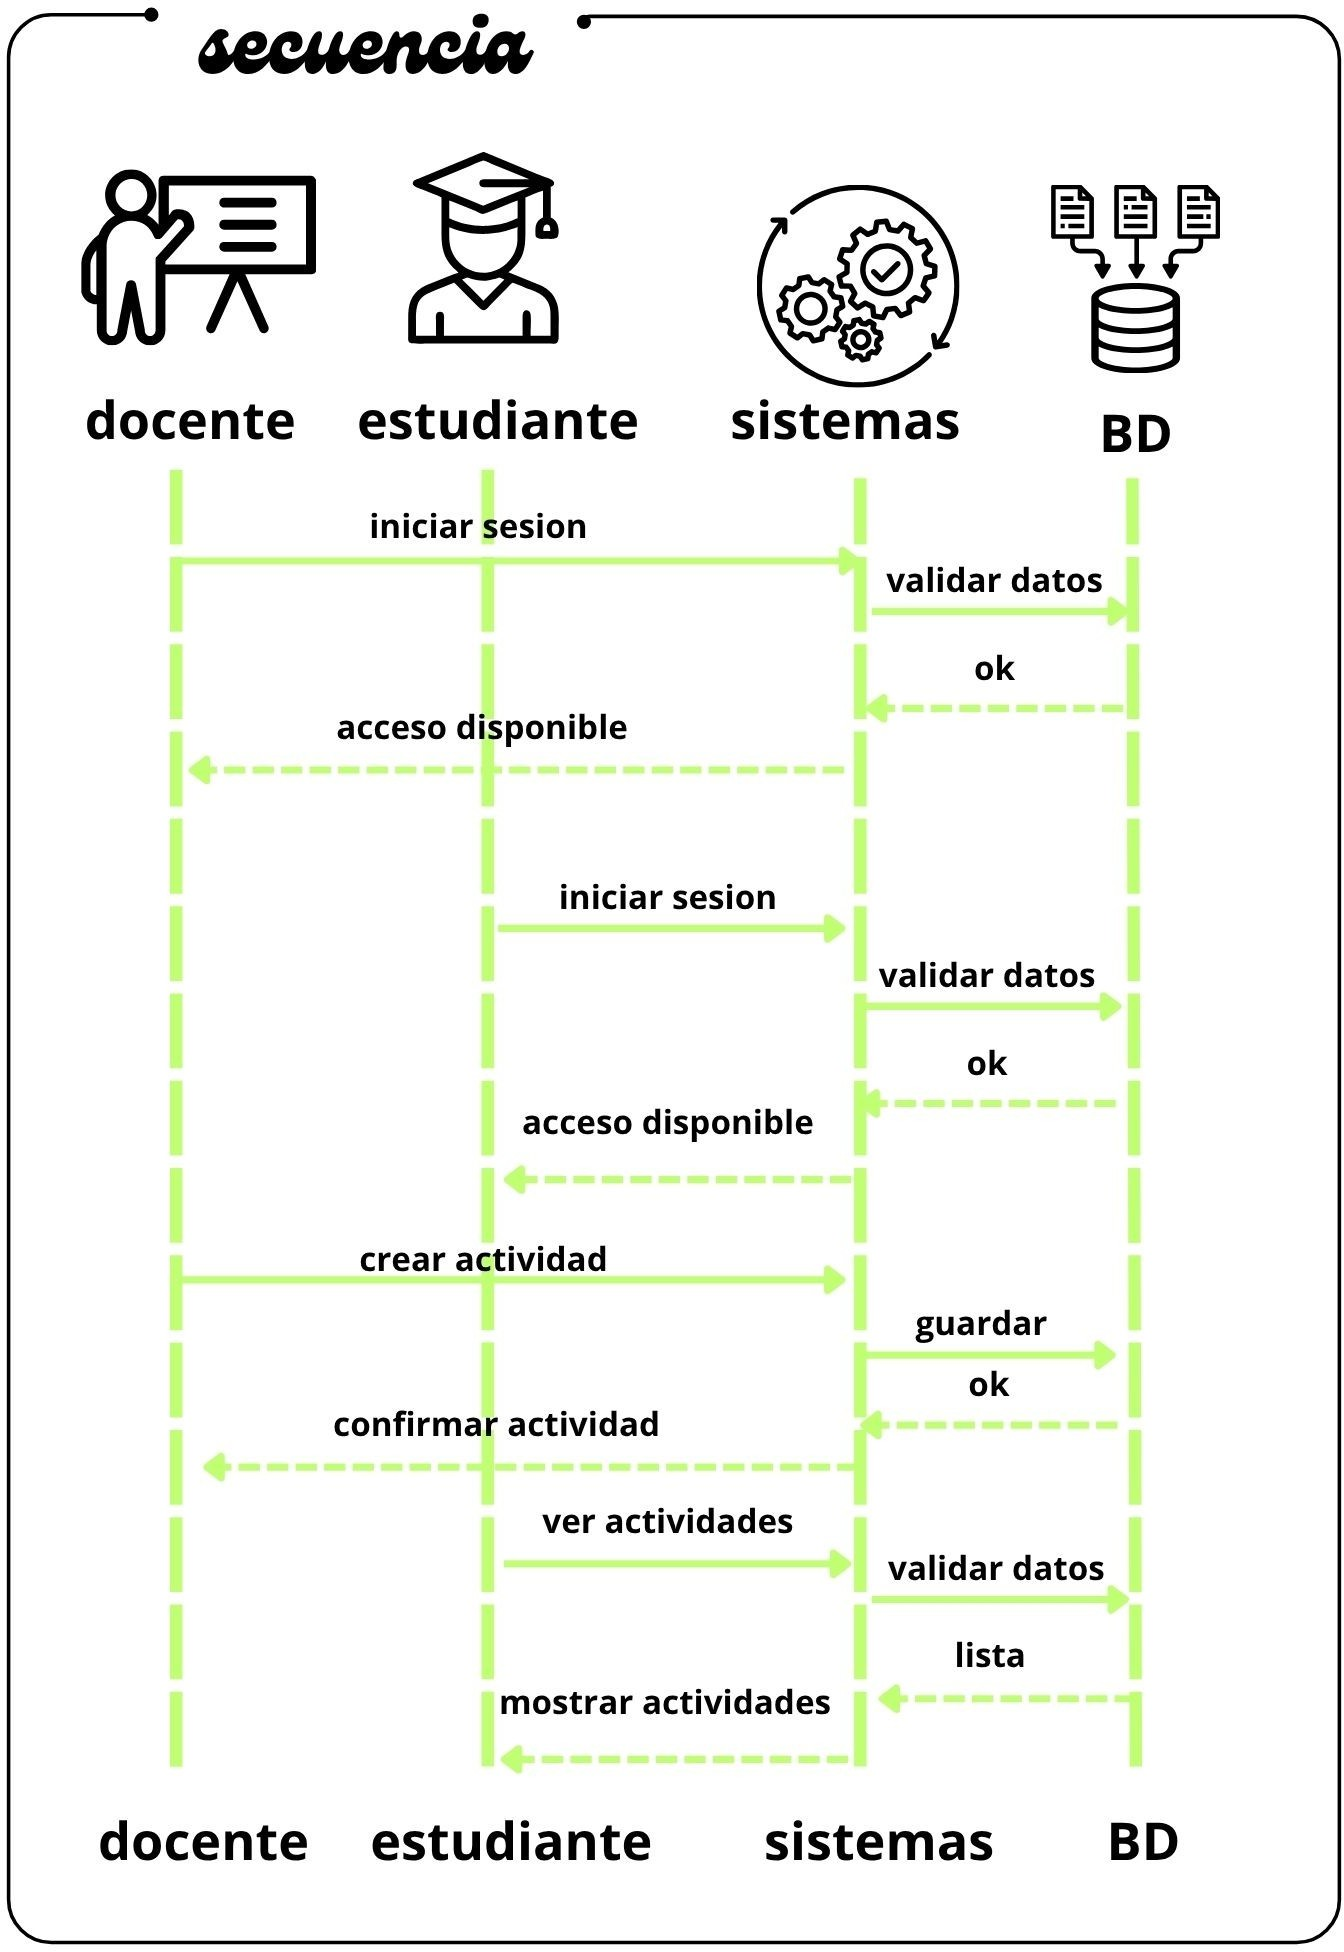 secuencia
docente
estudiante
sistemas
BD
iniciar sesion
validar datos
ok
acceso disponible
iniciar sesion
validar datos
ok
acceso disponible
crear actividad
guardar
ok
confirmar actividad
ver actividades
validar datos
lista
mostrar actividades
docente
estudiante
sistemas
BD